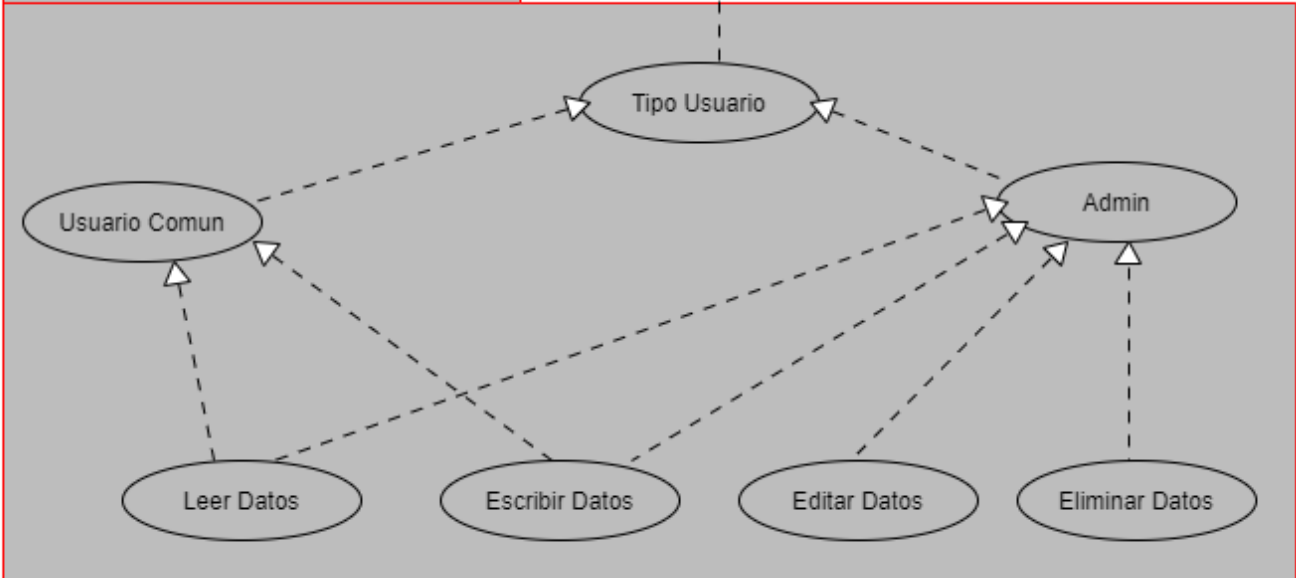 Tipo Usuario
Admin
Usuario Comun
Leer Datos
Escribir Datos
Editar Datos
Eliminar Datos